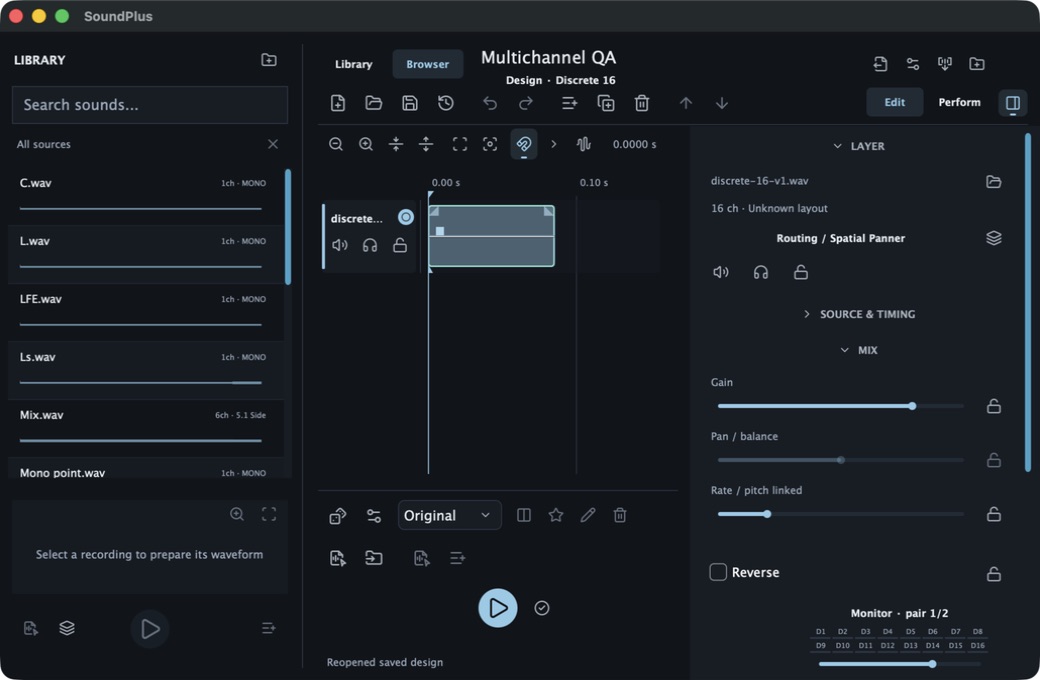 SoundPlus
LIBRARY
Search sounds...
All sources
C.wav
1ch · MONO
L.wav
1ch · MONO
LFE.wav
1ch · MONO
Ls.wav
1ch · MONO
Mix.wav
6ch · 5.1 Side
Mono point.wav
1ch · MONO
Select a recording to prepare its waveform
Library
Browser
Multichannel QA
Design · Discrete 16
Edit
Perform
0.0000 s
0.00 s
0.10 s
discrete...
Original
Reopened saved design
LAYER
discrete-16-v1.wav
16 ch · Unknown layout
Routing / Spatial Panner
SOURCE & TIMING
MIX
Gain
Pan / balance
Rate / pitch linked
Reverse
Monitor · pair 1/2
D1 D2 D3 D4 D5 D6 D7 D8
D9 D10 D11 D12 D13 D14 D15 D16